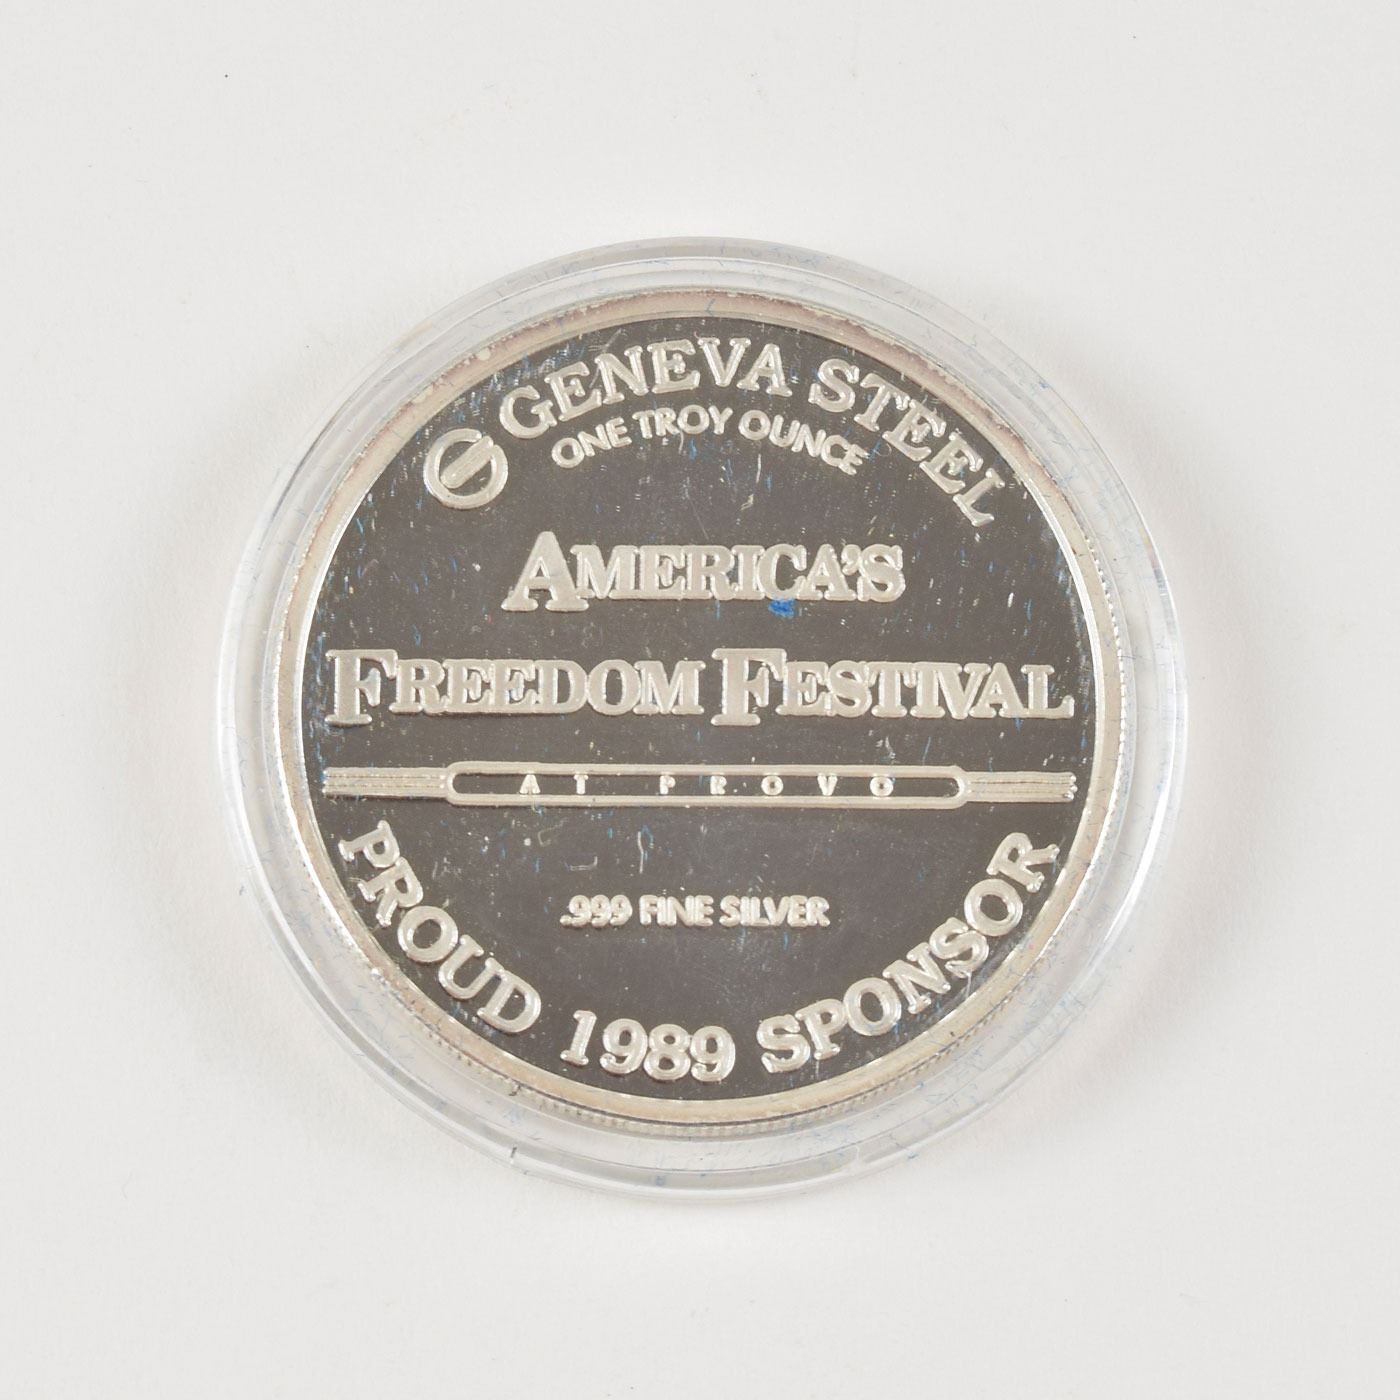 GENEVA STEEL
ONE TROY OUNCE
AMERICA'S
FREEDOM FESTIVAL
AT PROVO
.999 FINE SILVER
PROUD 1989 SPONSOR